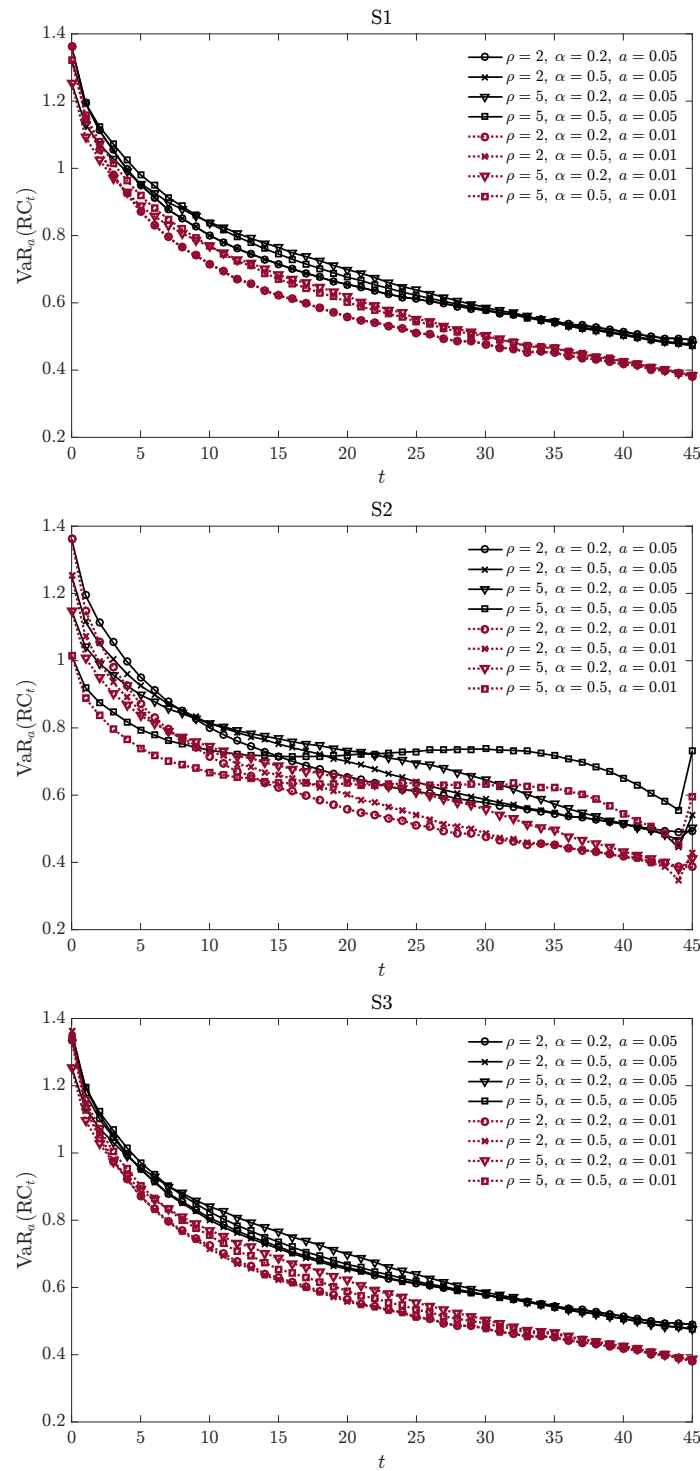 S1
1.4
1.2
1
0.8
0.6
0.4
0.2
VaR_a(RC_t)
ρ = 2, α = 0.2, a = 0.05
ρ = 2, α = 0.5, a = 0.05
ρ = 5, α = 0.2, a = 0.05
ρ = 5, α = 0.5, a = 0.05
ρ = 2, α = 0.2, a = 0.01
ρ = 2, α = 0.5, a = 0.01
ρ = 5, α = 0.2, a = 0.01
ρ = 5, α = 0.5, a = 0.01
0 5 10 15 20 25 30 35 40 45
t
S2
1.4
1.2
1
0.8
0.6
0.4
0.2
VaR_a(RC_t)
ρ = 2, α = 0.2, a = 0.05
ρ = 2, α = 0.5, a = 0.05
ρ = 5, α = 0.2, a = 0.05
ρ = 5, α = 0.5, a = 0.05
ρ = 2, α = 0.2, a = 0.01
ρ = 2, α = 0.5, a = 0.01
ρ = 5, α = 0.2, a = 0.01
ρ = 5, α = 0.5, a = 0.01
0 5 10 15 20 25 30 35 40 45
t
S3
1.4
1.2
1
0.8
0.6
0.4
0.2
VaR_a(RC_t)
ρ = 2, α = 0.2, a = 0.05
ρ = 2, α = 0.5, a = 0.05
ρ = 5, α = 0.2, a = 0.05
ρ = 5, α = 0.5, a = 0.05
ρ = 2, α = 0.2, a = 0.01
ρ = 2, α = 0.5, a = 0.01
ρ = 5, α = 0.2, a = 0.01
ρ = 5, α = 0.5, a = 0.01
0 5 10 15 20 25 30 35 40 45
t